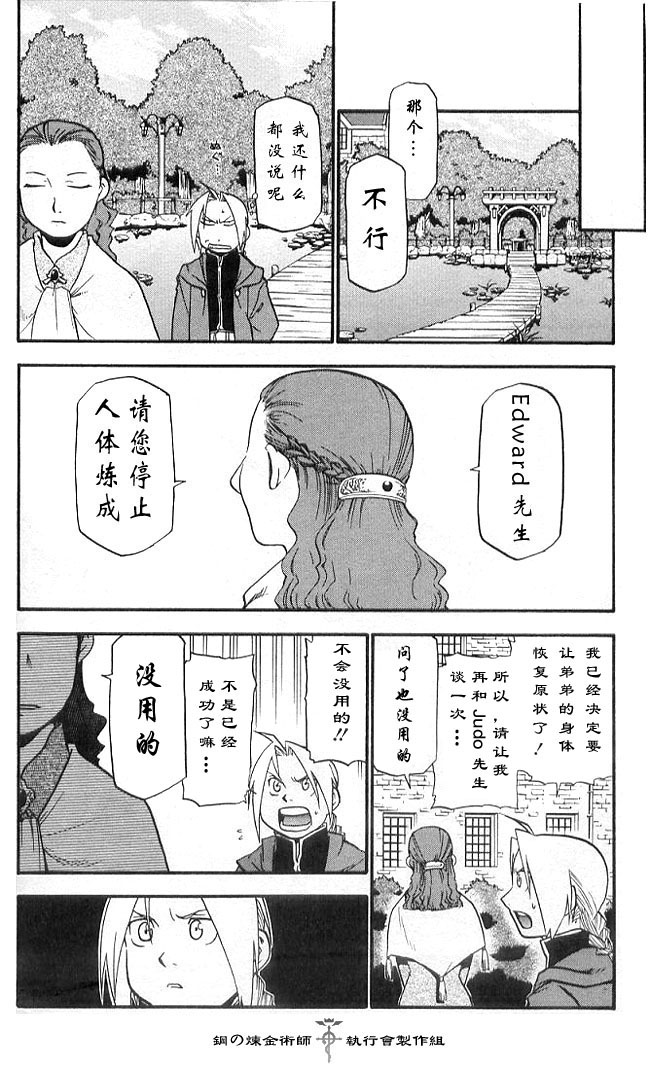 那个…
不行
我还什么
都没说呢
Edward先生
请您停止
人体炼成
我已经决定要
让弟弟的身体
恢复原状了!
所以,请让我
再和Judo先生
谈一次…
问了也没用的
不会没用的!!
不是已经
成功了嘛…
没用的
鋼の煉金術師 執行會製作組